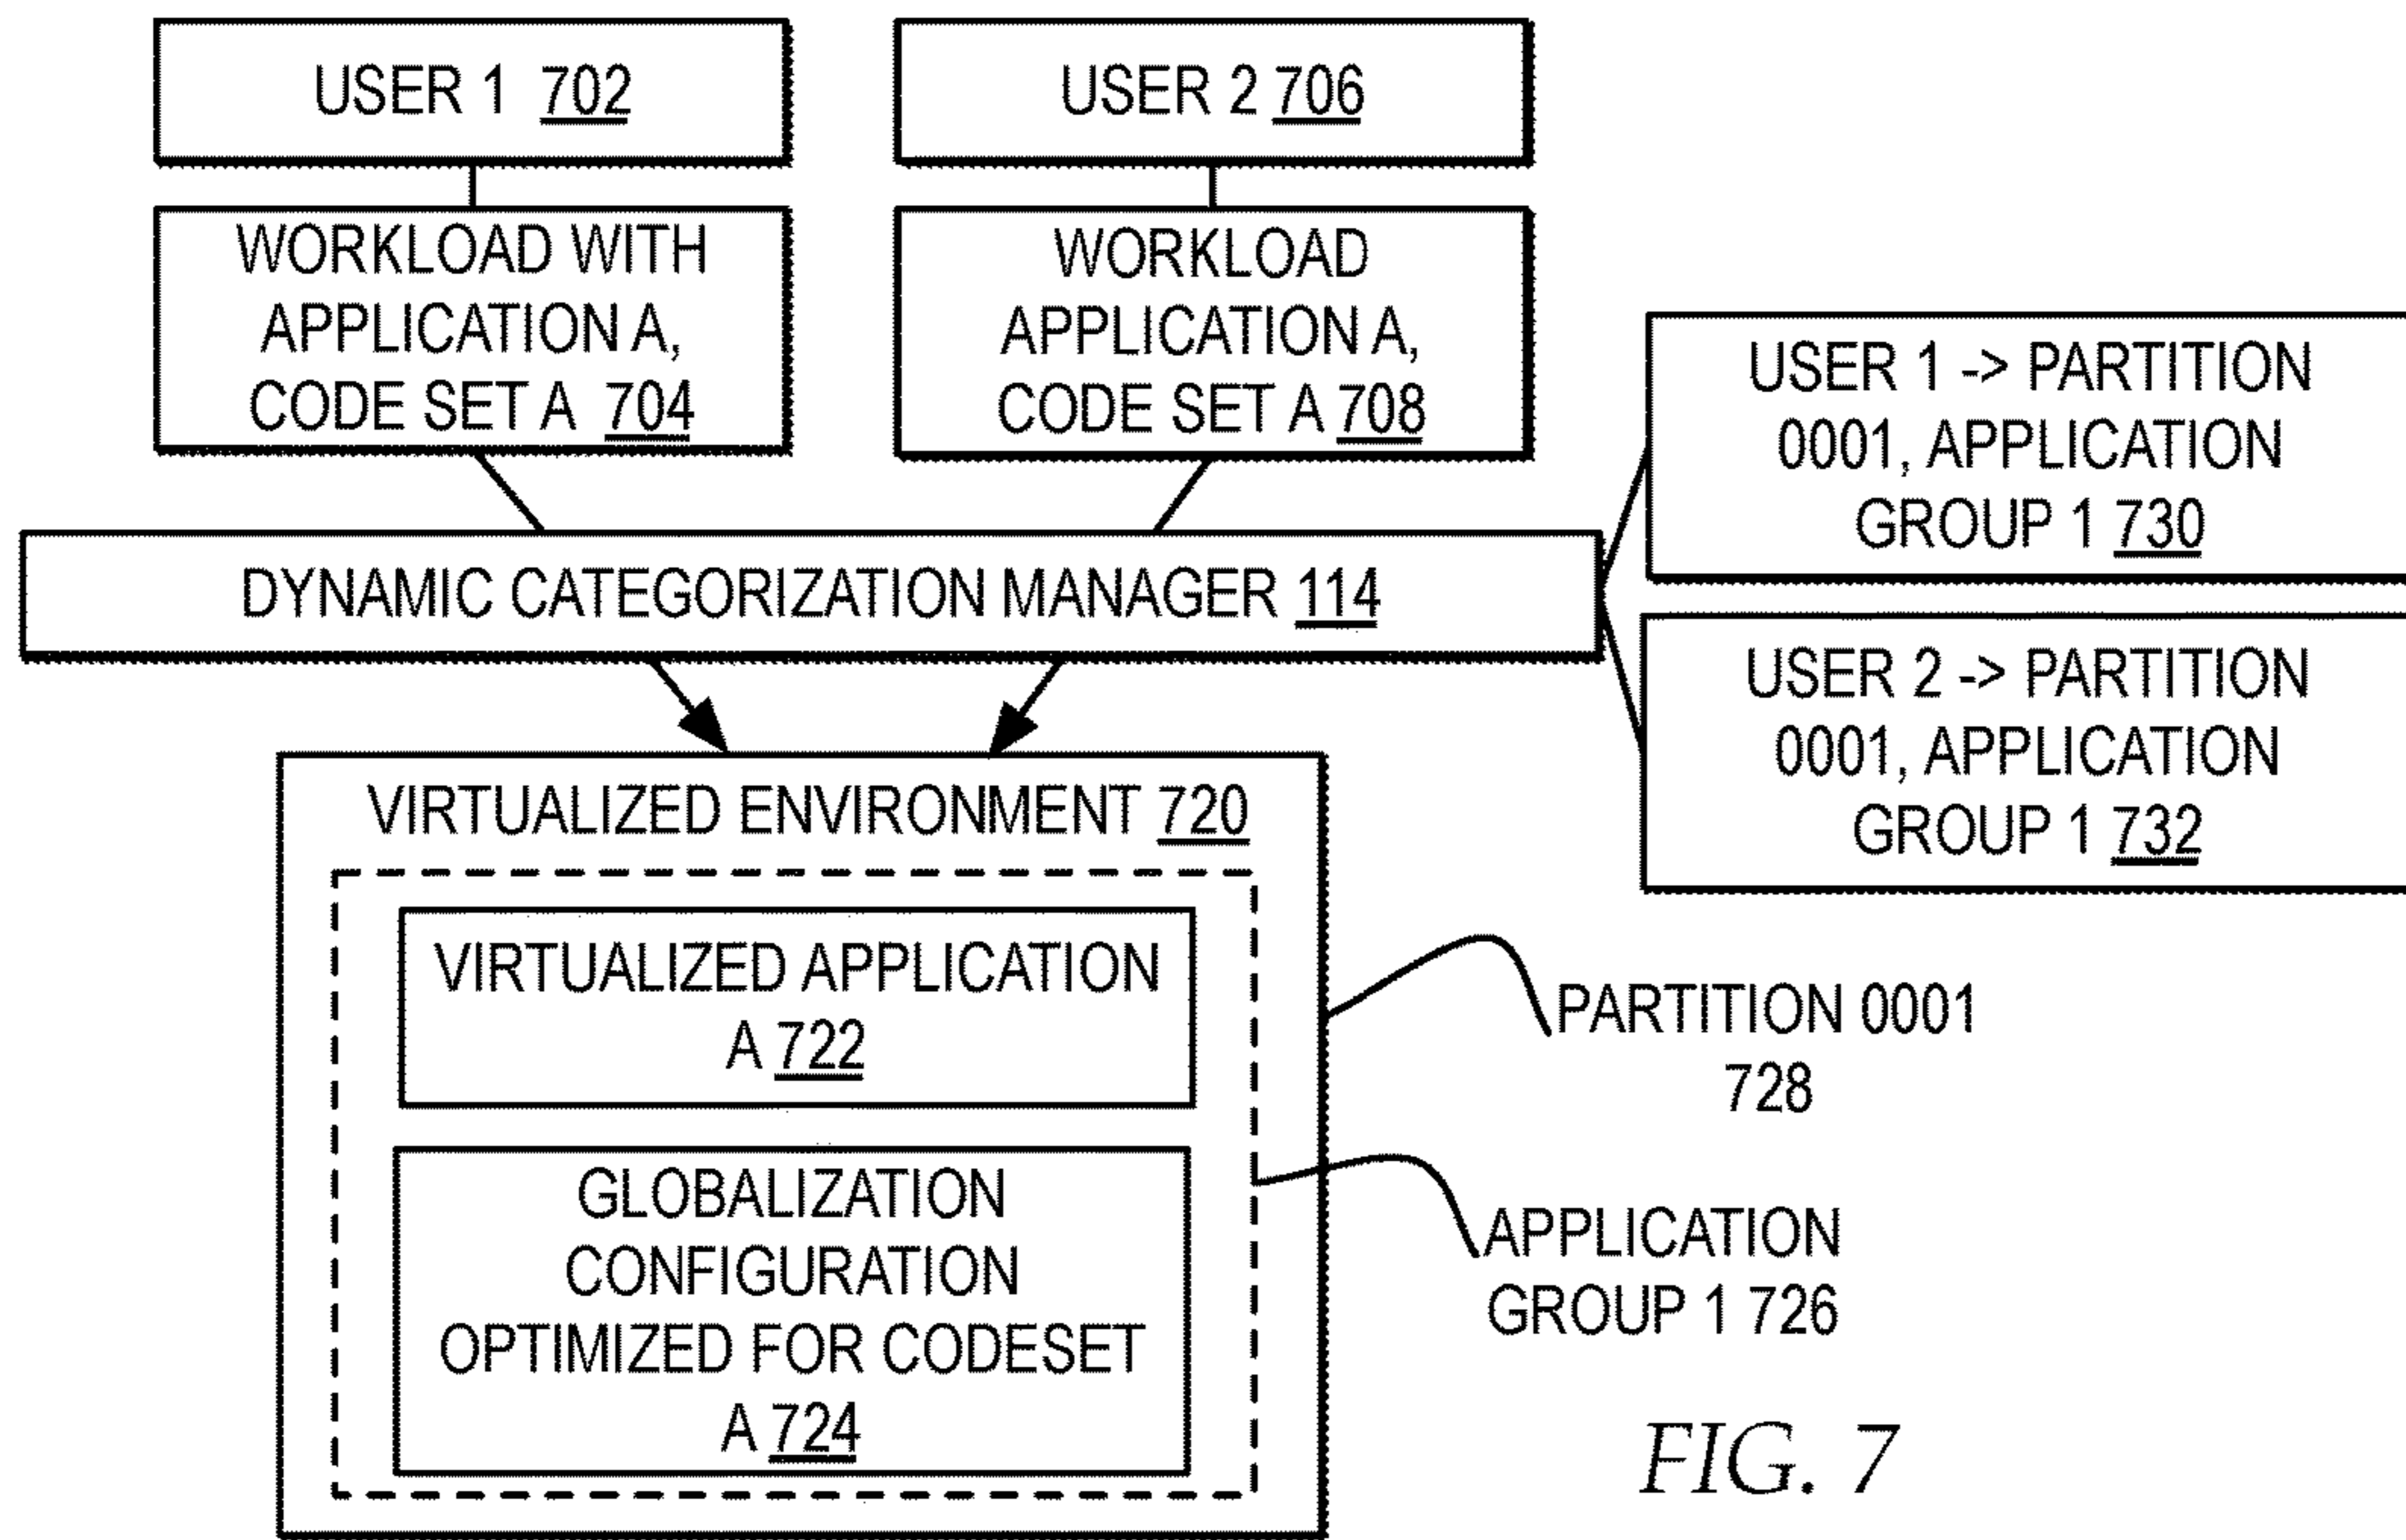 USER 1 702
USER 2 706
WORKLOAD WITH
APPLICATION A,
CODE SET A 704
WORKLOAD
APPLICATION A,
CODE SET A 708
USER 1 -> PARTITION
0001, APPLICATION
GROUP 1 730
DYNAMIC CATEGORIZATION MANAGER 114
USER 2 -> PARTITION
0001, APPLICATION
GROUP 1 732
VIRTUALIZED ENVIRONMENT 720
VIRTUALIZED APPLICATION
A 722
PARTITION 0001
728
GLOBALIZATION
CONFIGURATION
OPTIMIZED FOR CODESET
A 724
APPLICATION
GROUP 1 726
FIG. 7